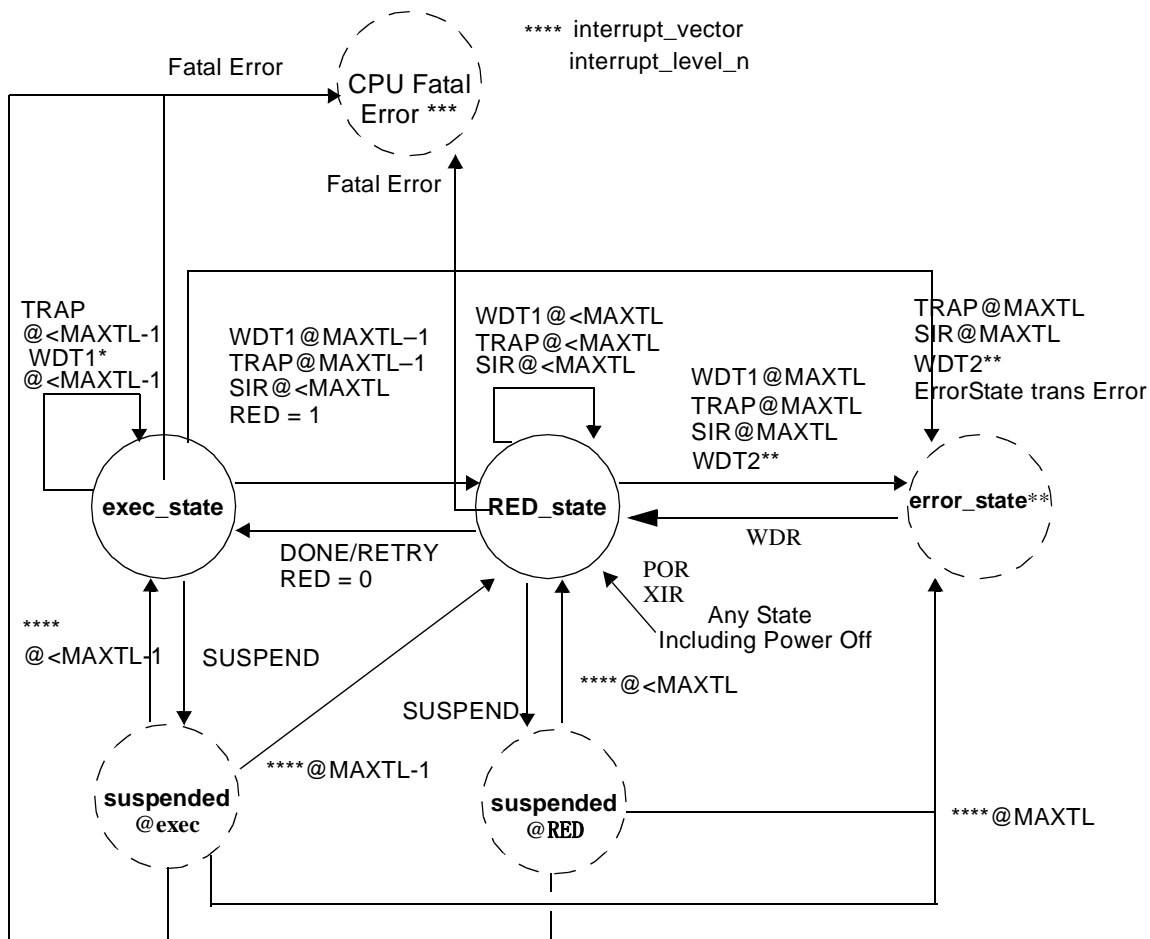 **** interrupt_vector
interrupt_level_n
Fatal Error
CPU Fatal
Error ***
Fatal Error
TRAP
@<MAXTL-1
WDT1*
@<MAXTL-1
WDT1@MAXTL–1
TRAP@MAXTL–1
SIR@<MAXTL
RED = 1
WDT1@<MAXTL
TRAP@<MAXTL
SIR@<MAXTL
WDT1@MAXTL
TRAP@MAXTL
SIR@MAXTL
WDT2**
TRAP@MAXTL
SIR@MAXTL
WDT2**
ErrorState trans Error
exec_state
RED_state
error_state**
WDR
DONE/RETRY
RED = 0
POR
XIR
Any State
Including Power Off
****
@<MAXTL-1
SUSPEND
****@<MAXTL
SUSPEND
****@MAXTL-1
suspended
@exec
suspended
@RED
****@MAXTL